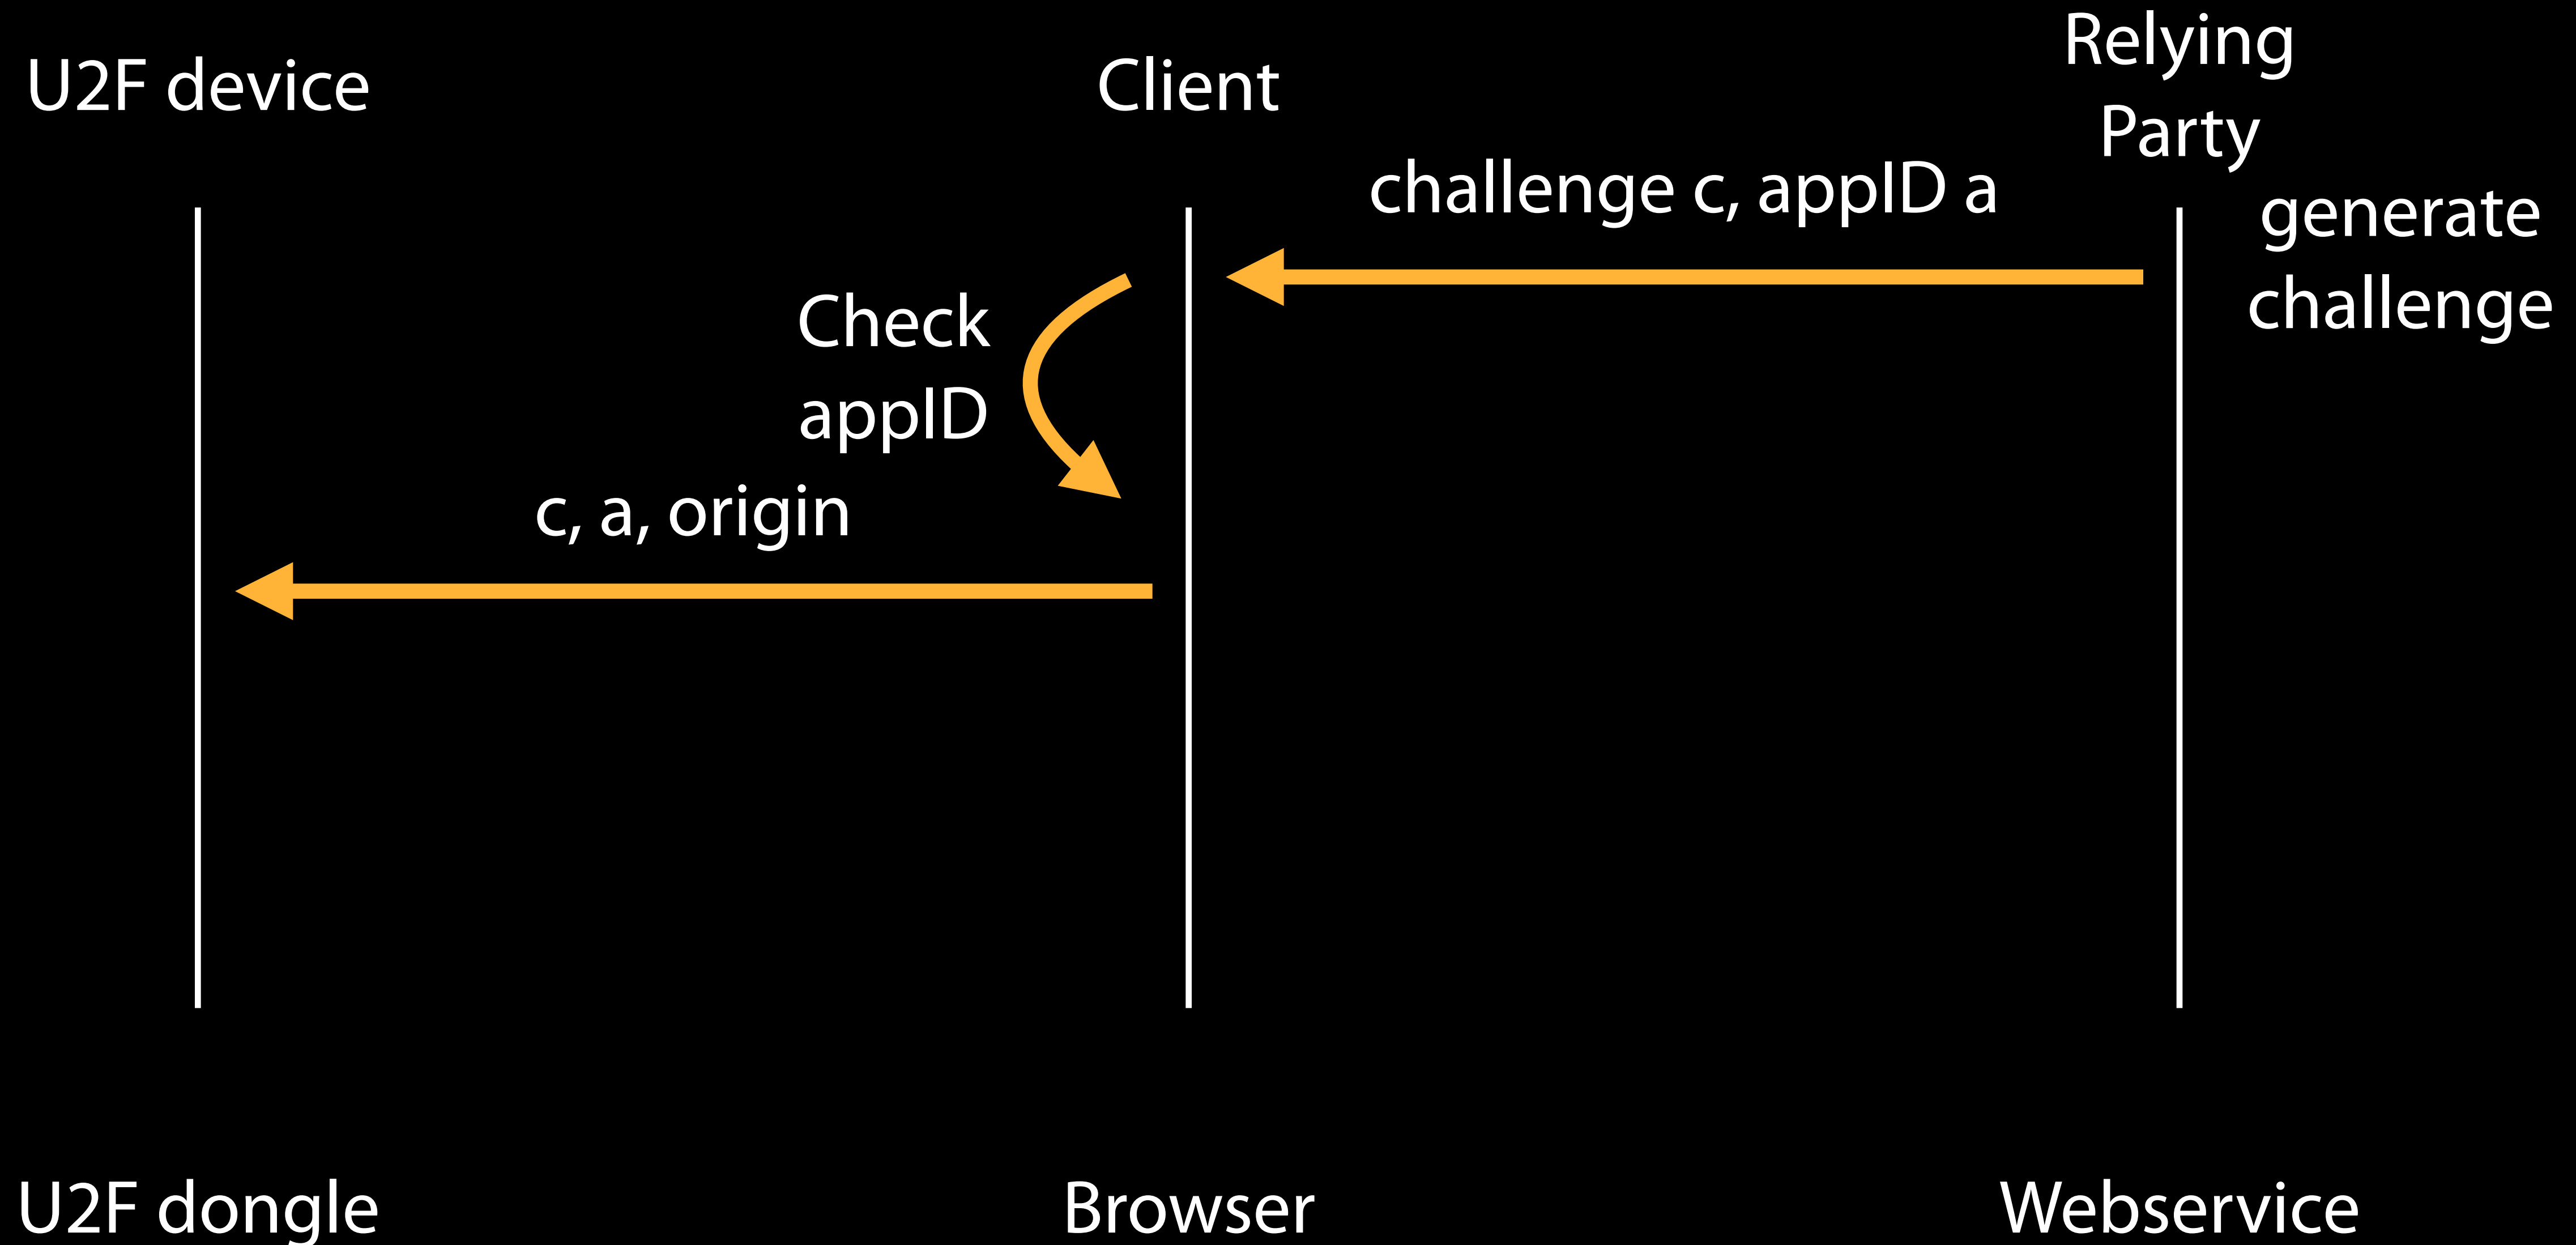 U2F device
Client
Relying
Party
challenge c, appID a
generate
challenge
Check
appID
c, a, origin
U2F dongle
Browser
Webservice